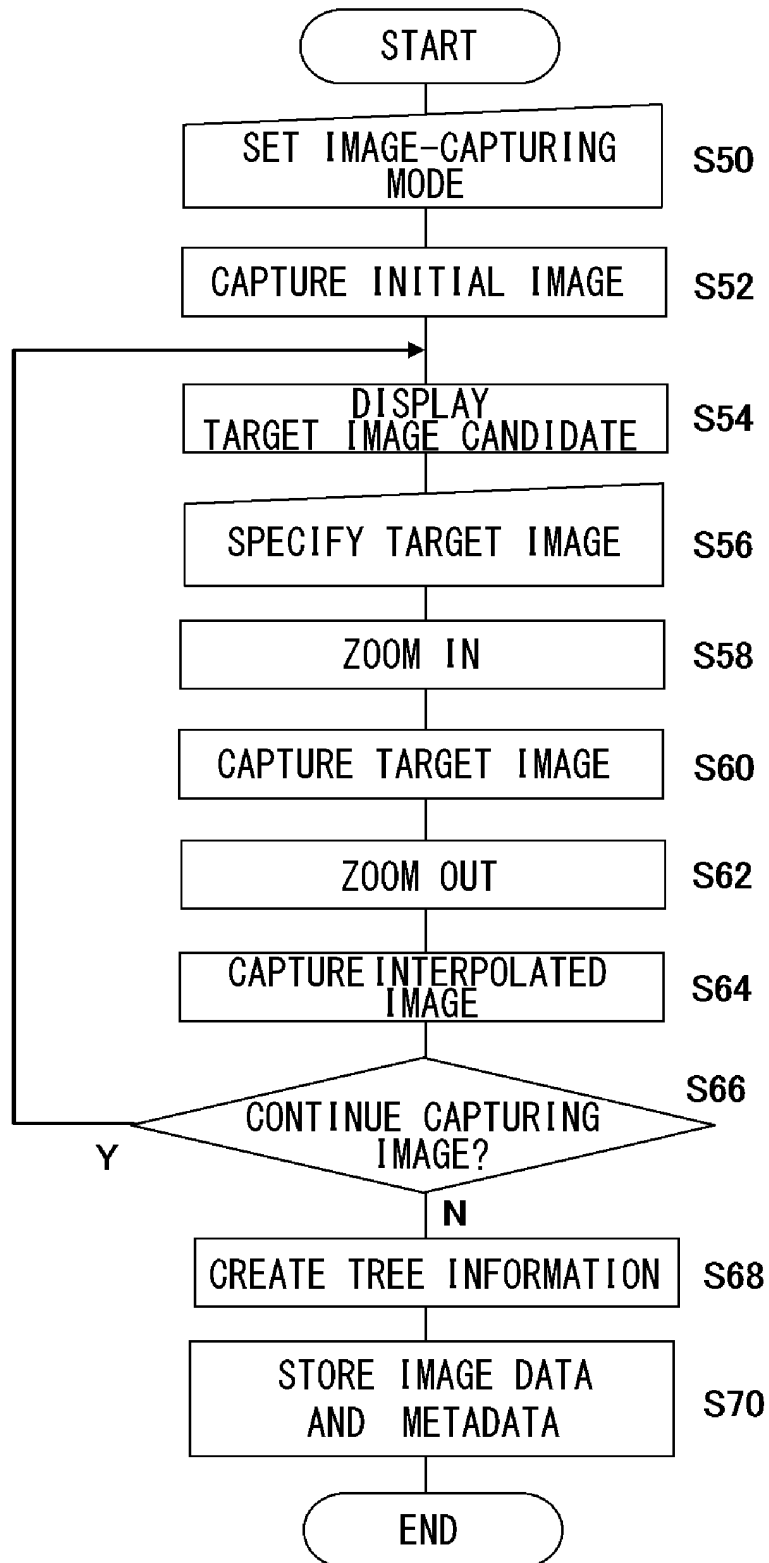 START
SET IMAGE-CAPTURING
MODE
S50
CAPTURE INITIAL IMAGE
S52
DISPLAY
TARGET IMAGE CANDIDATE
S54
SPECIFY TARGET IMAGE
S56
ZOOM IN
S58
CAPTURE TARGET IMAGE
S60
ZOOM OUT
S62
CAPTURE INTERPOLATED
IMAGE
S64
CONTINUE CAPTURING
IMAGE?
S66
Y
N
CREATE TREE INFORMATION
S68
STORE IMAGE DATA
AND METADATA
S70
END